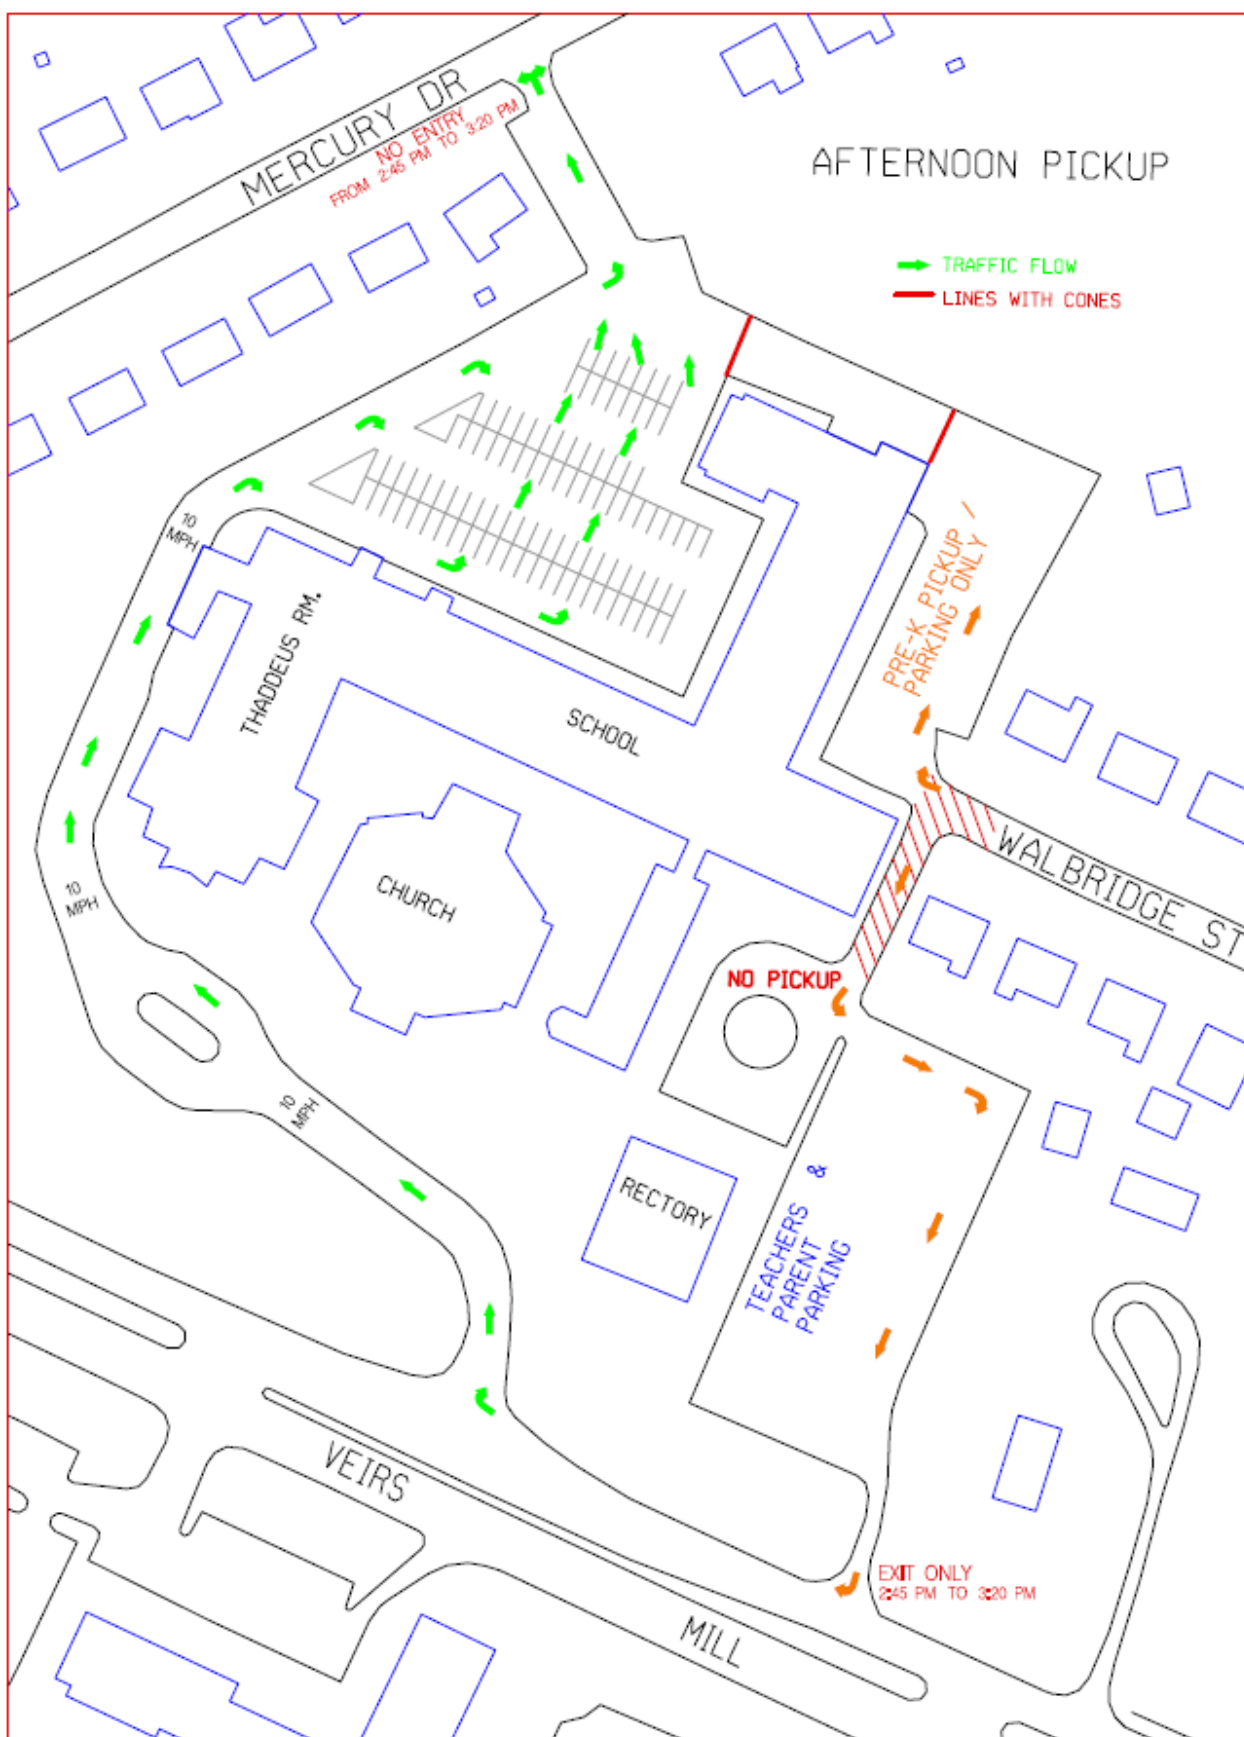 MERCURY DR
NO ENTRY
FROM 2:45 PM TO 3:20 PM
AFTERNOON PICKUP
TRAFFIC FLOW
LINES WITH CONES
10
MPH
THADDEUS RM.
SCHOOL
PRE-K PICKUP /
PARKING ONLY
WALBRIDGE ST
10
MPH
CHURCH
NO PICKUP
10
MPH
RECTORY
TEACHERS &
PARENT
PARKING
VEIRS
MILL
EXIT ONLY
2:45 PM TO 3:20 PM